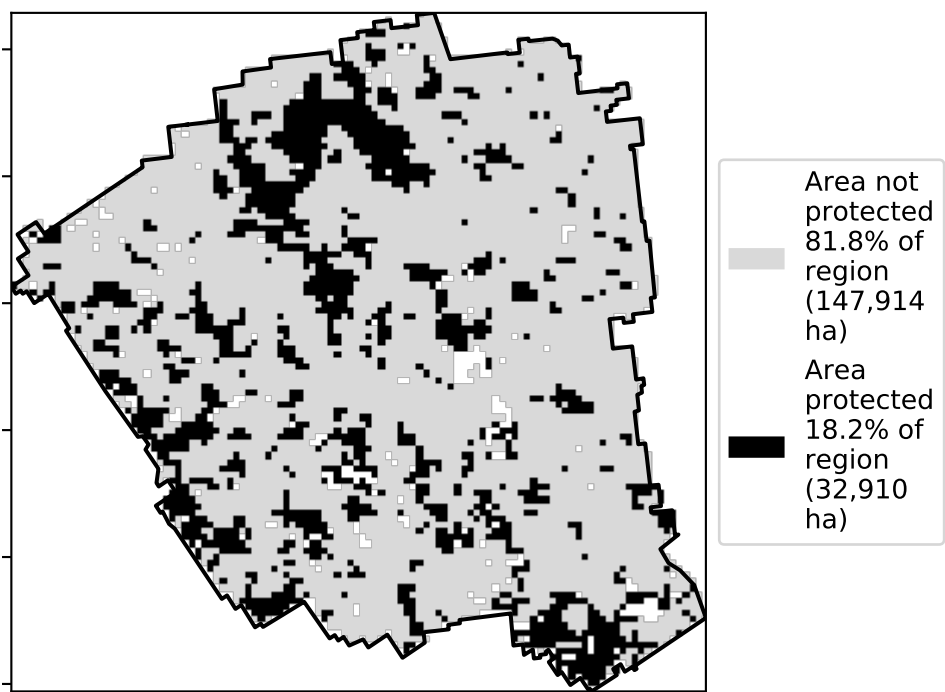 Area not
protected
81.8% of
region
(147,914
ha)
Area
protected
18.2% of
region
(32,910
ha)